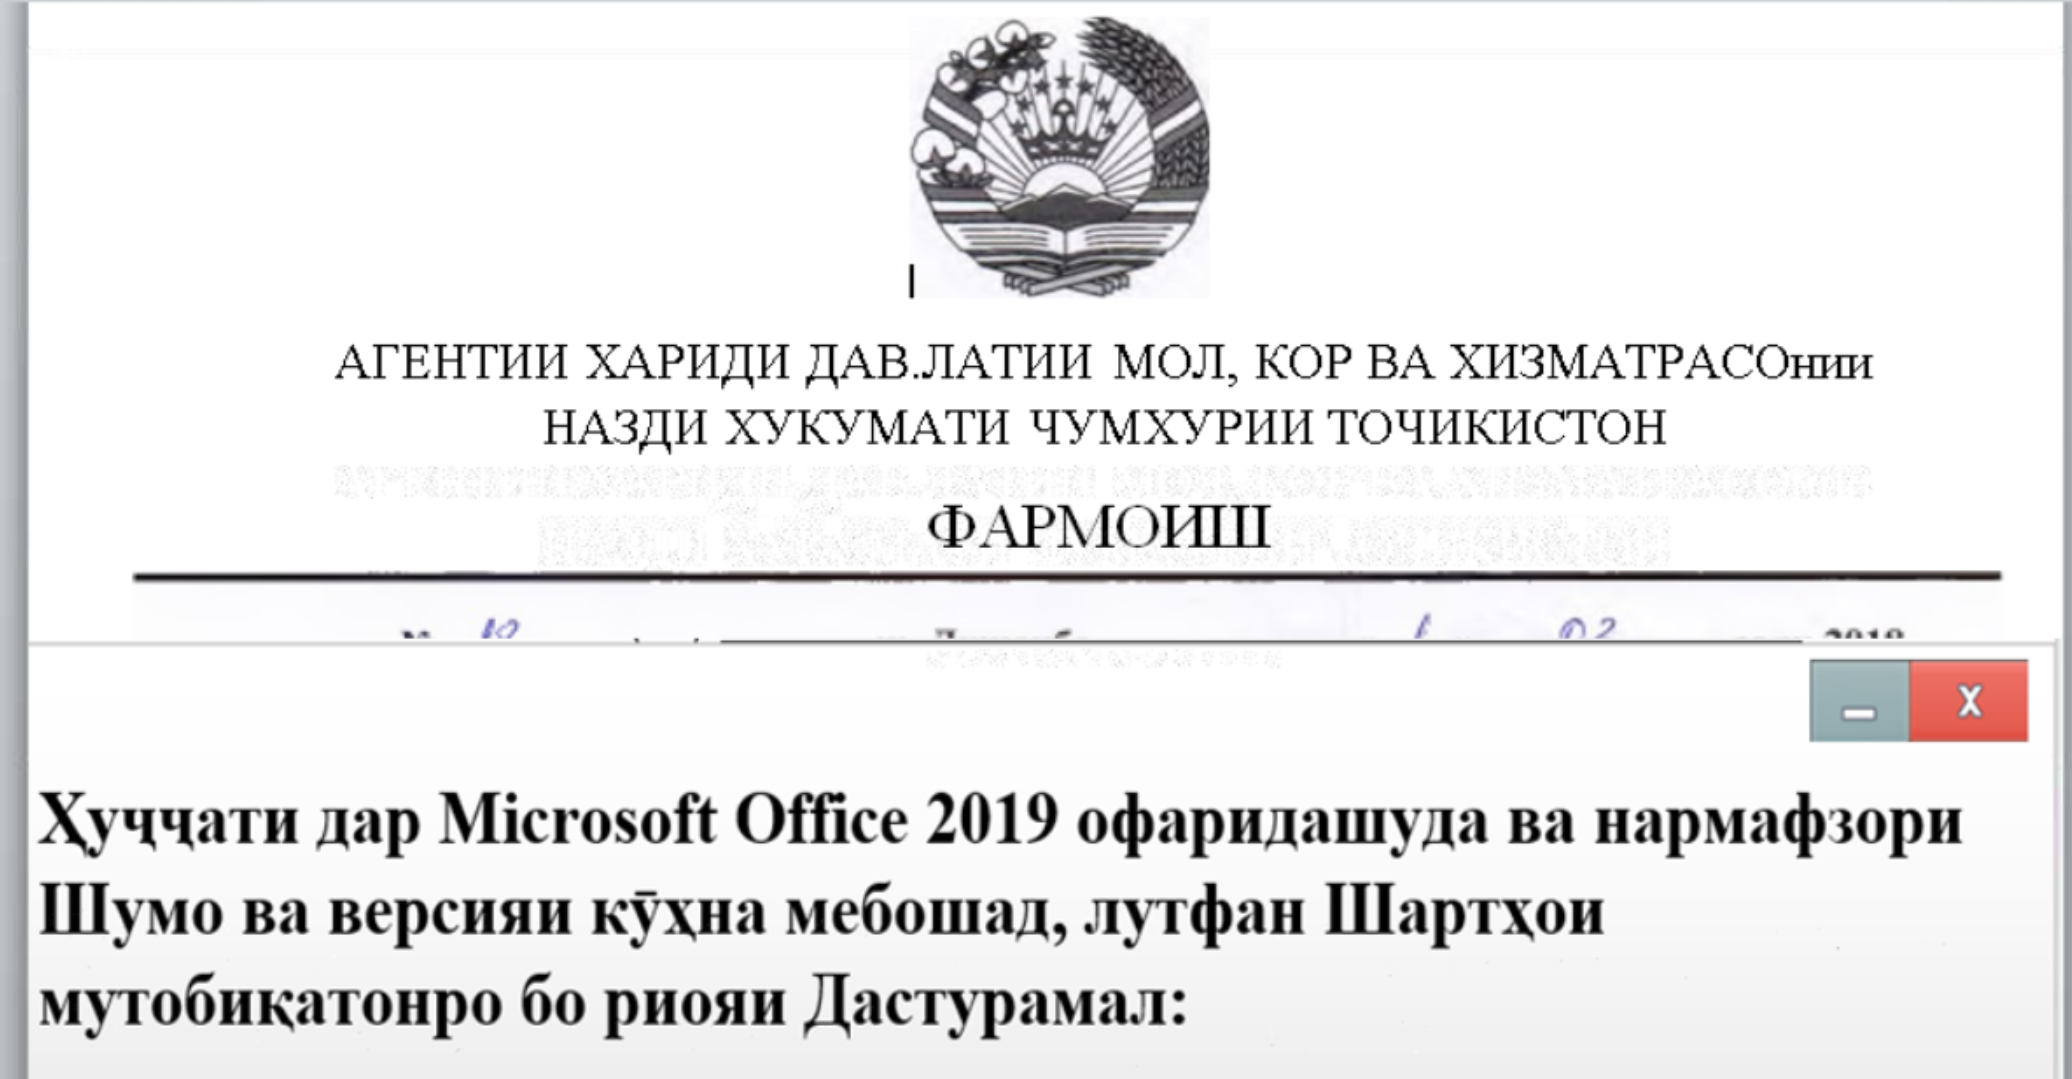 АГЕНТИИ ХАРИДИ ДАВ.ЛАТИИ МОЛ, КОР ВА ХИЗМАТРАСОнии
НАЗДИ ХУКУМАТИ ЧУМХУРИИ ТОЧИКИСТОН
ФАРМОИШ
X
Ҳуҷҷати дар Microsoft Office 2019 офаридашуда ва нармафзори
Шумо ва версияи кӯҳна мебошад, лутфан Шартҳои
мутобиқатонро бо риояи Дастурамал: